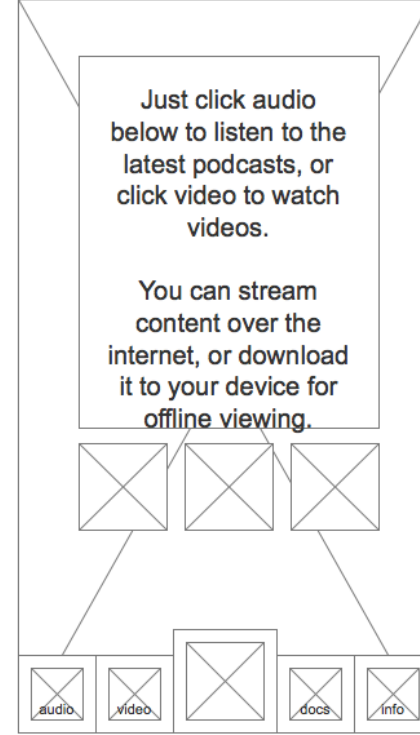 Just click audio
below to listen to the
latest podcasts, or
click video to watch
videos.
You can stream
content over the
internet, or download
it to your device for
offline viewing.
audio
video
docs
info